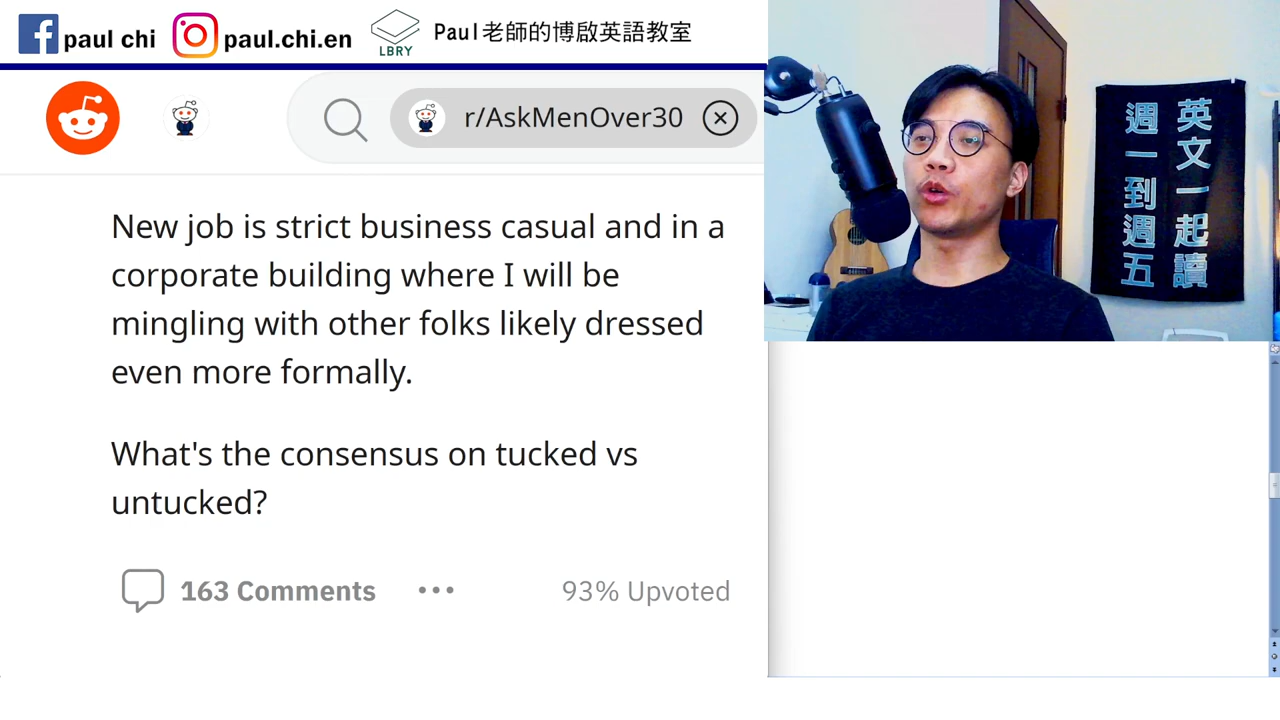 paul chi
paul.chi.en
LBRY
Paul老師的博啟英語教室
r/AskMenOver30
New job is strict business casual and in a
corporate building where I will be
mingling with other folks likely dressed
even more formally.
What's the consensus on tucked vs
untucked?
163 Comments
93% Upvoted
英文一起讀
週一到週五